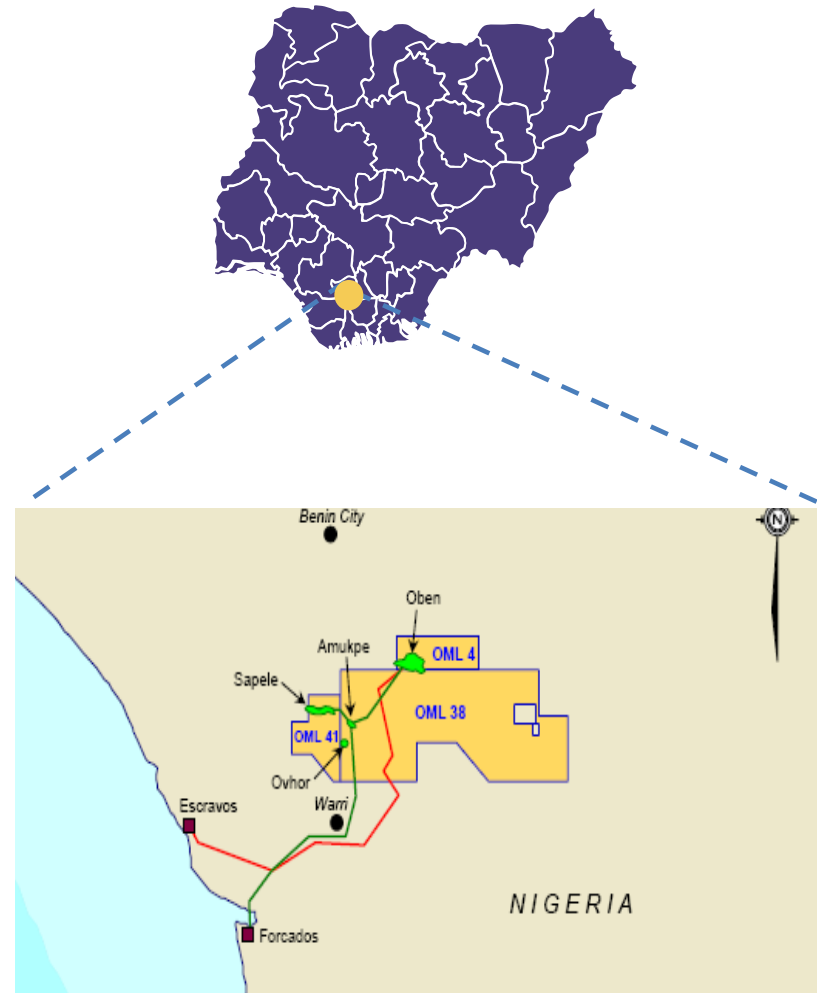 Benin City
N
Oben
Amukpe
OML 4
Sapele
OML 38
OML 41
Ovhor
Escravos
Warri
NIGERIA
Forcados